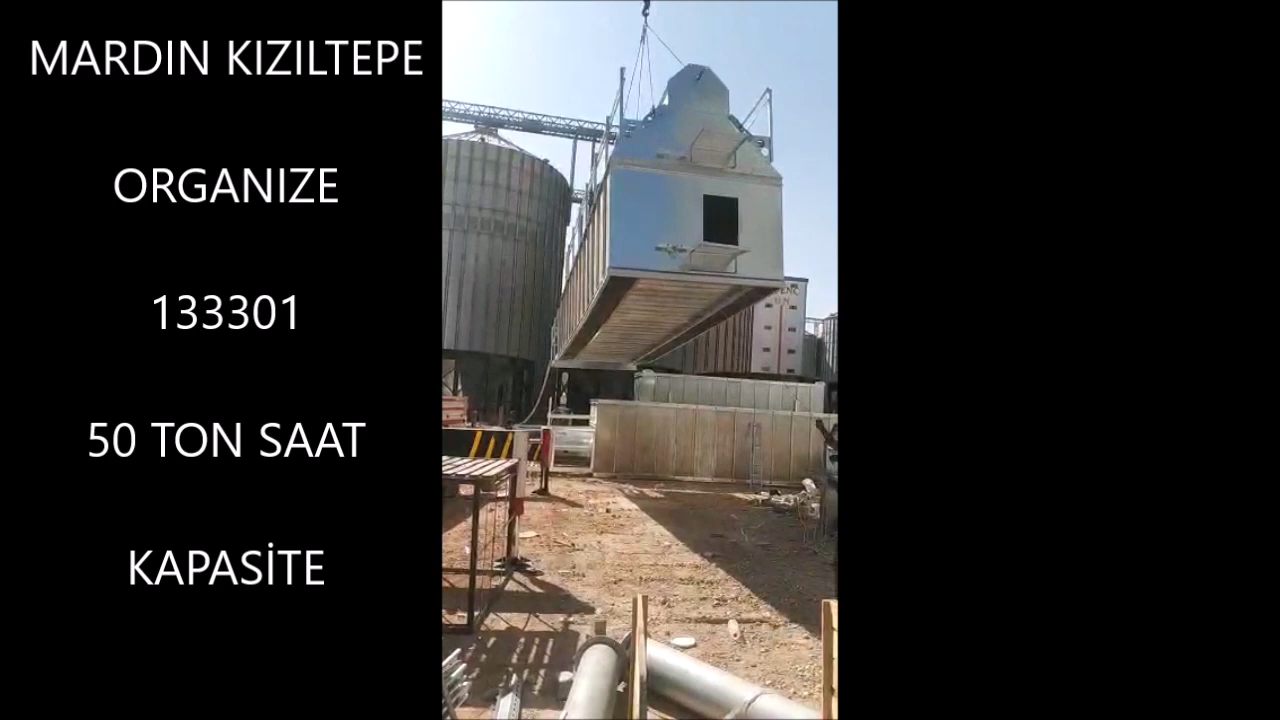 MARDIN KIZILTEPE
ORGANIZE
133301
50 TON SAAT
KAPASİTE